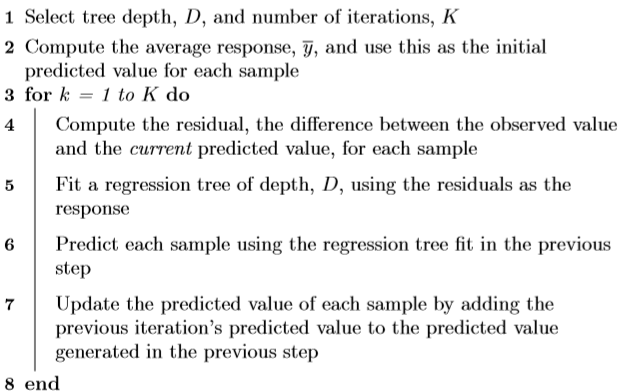 1 Select tree depth, D, and number of iterations, K
2 Compute the average response, ȳ, and use this as the initial
predicted value for each sample
3 for k = 1 to K do
4 Compute the residual, the difference between the observed value
and the current predicted value, for each sample
5 Fit a regression tree of depth, D, using the residuals as the
response
6 Predict each sample using the regression tree fit in the previous
step
7 Update the predicted value of each sample by adding the
previous iteration's predicted value to the predicted value
generated in the previous step
8 end